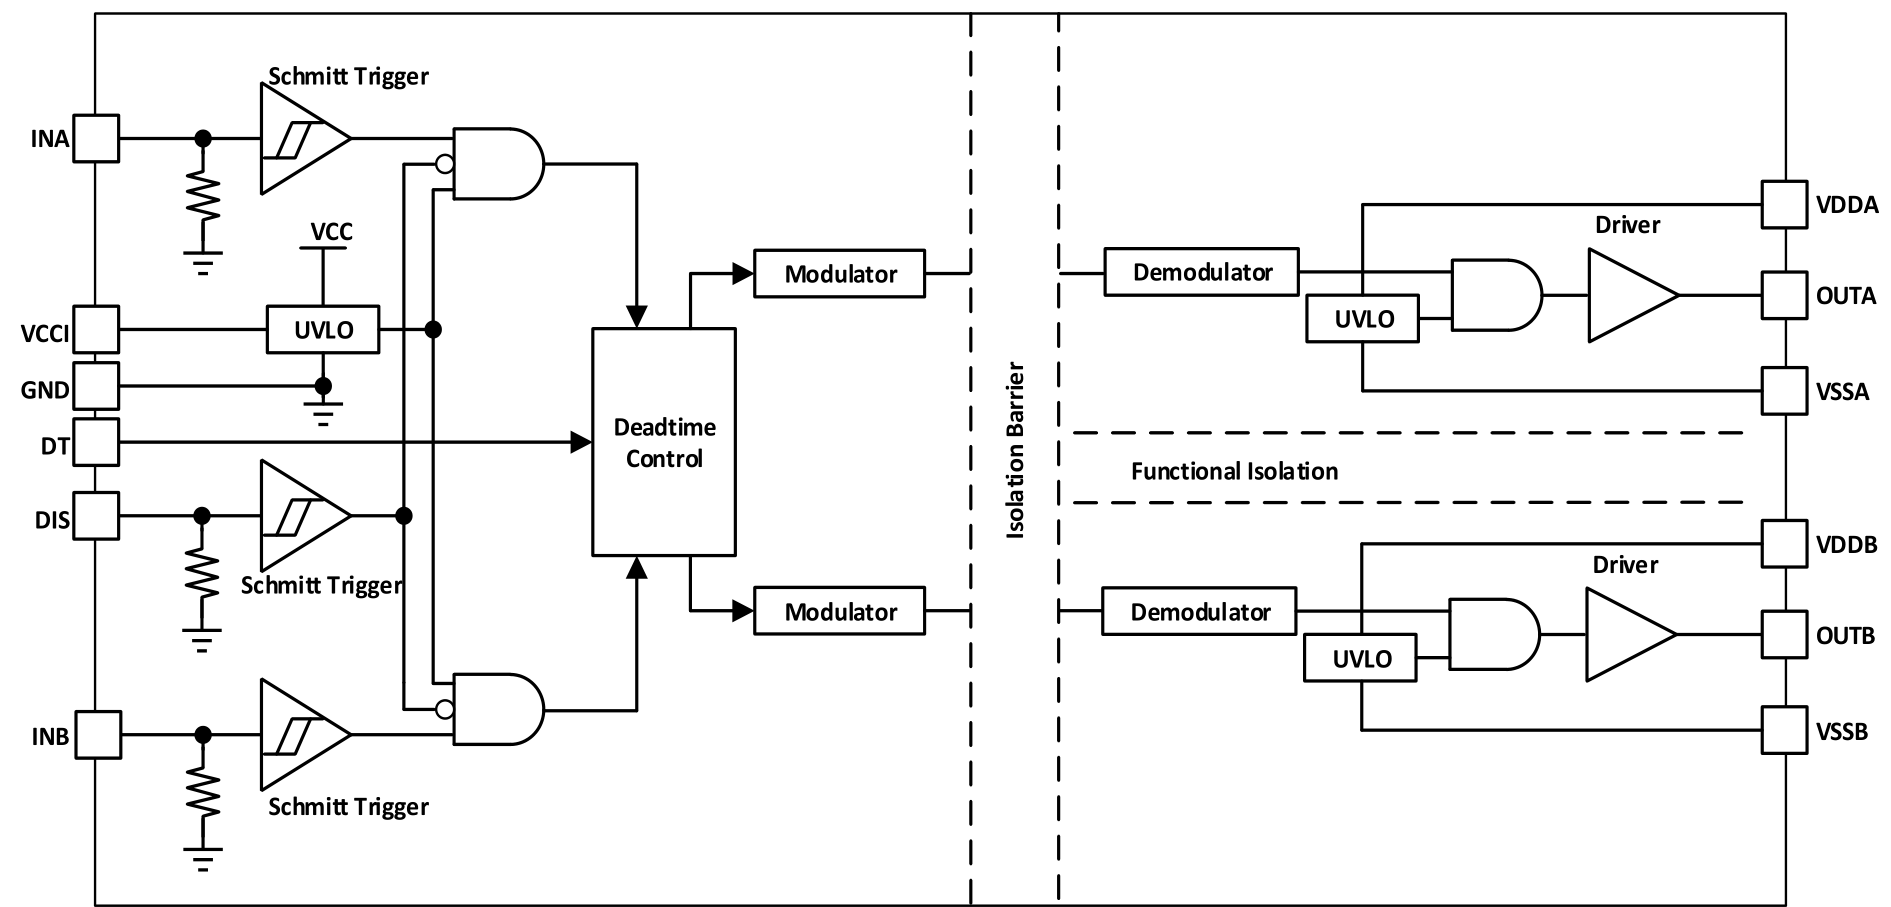 Schmitt Trigger
INA
VCC
VCCI
UVLO
GND
DT
DIS
Schmitt Trigger
INB
Schmitt Trigger
Deadtime
Control
Modulator
Modulator
Isolation Barrier
Demodulator
UVLO
Driver
VDDA
OUTA
VSSA
Functional Isolation
Demodulator
UVLO
Driver
VDDB
OUTB
VSSB